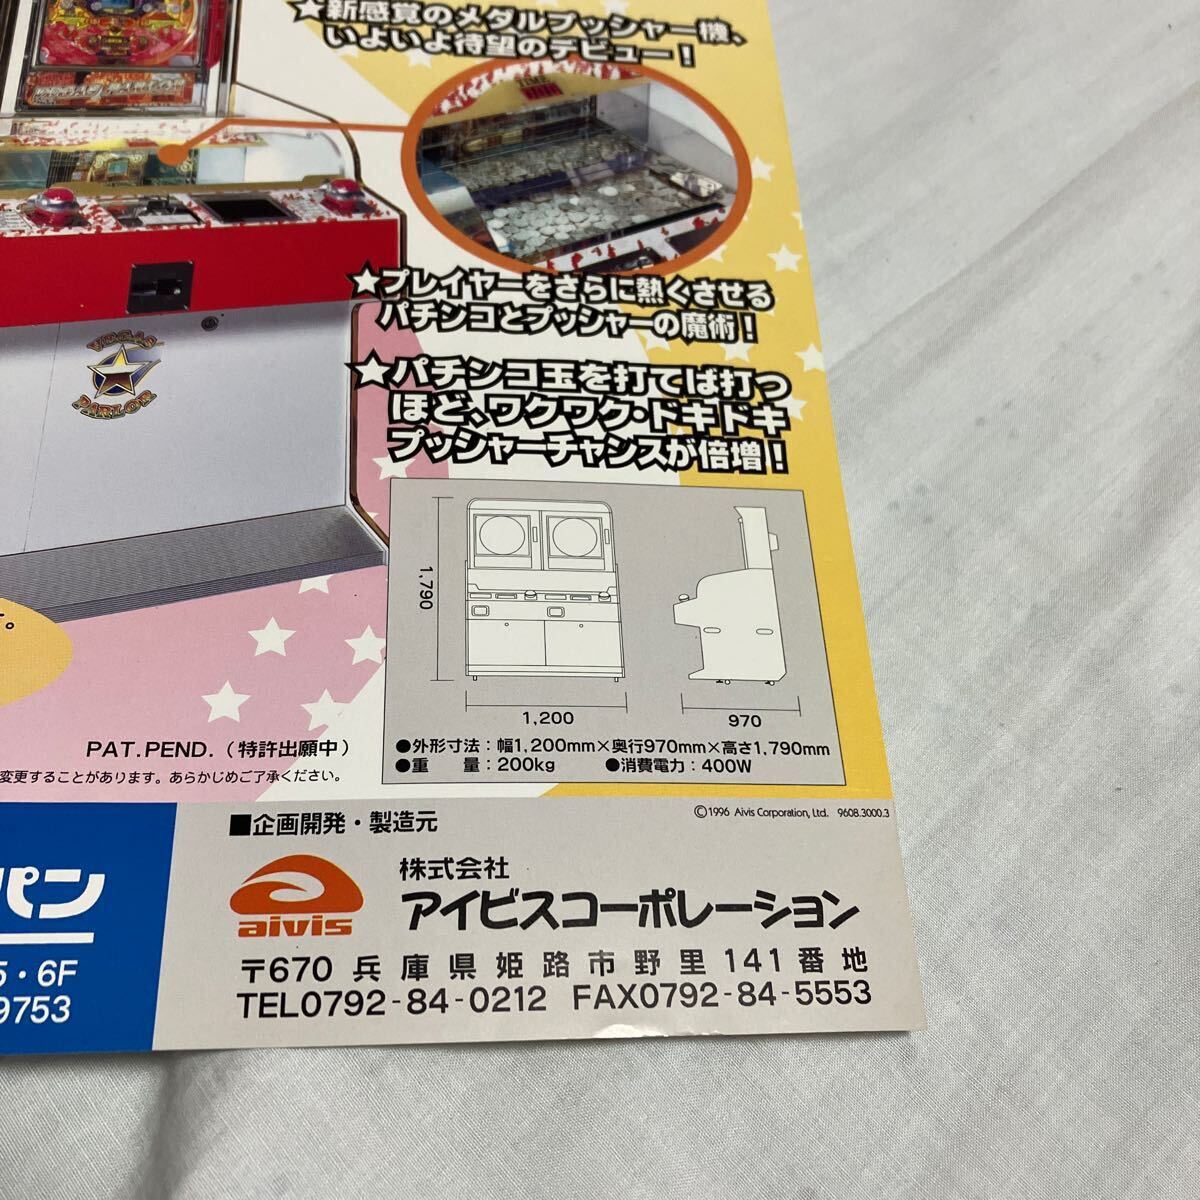 ★新感覚のメダルプッシャー機、
いよいよ待望のデビュー！
★プレイヤーをさらに熱くさせる
パチンコとプッシャーの魔術！
★パチンコ玉を打てば打つ
ほど、ワクワク・ドキドキ
プッシャーチャンスが倍増！
VEGAS
PARLOR
1,790
1,200
970
●外形寸法：幅1,200mm×奥行970mm×高さ1,790mm
●重　量：200kg　●消費電力：400W
。
PAT.PEND.（特許出願中）
変更することがあります。あらかじめご了承ください。
©1996 Aivis Corporation, Ltd. 9608.3000.3
■企画開発・製造元
aivis
株式会社
アイビスコーポレーション
〒670 兵庫県姫路市野里141番地
TEL0792-84-0212 FAX0792-84-5553
パン
5・6F
9753